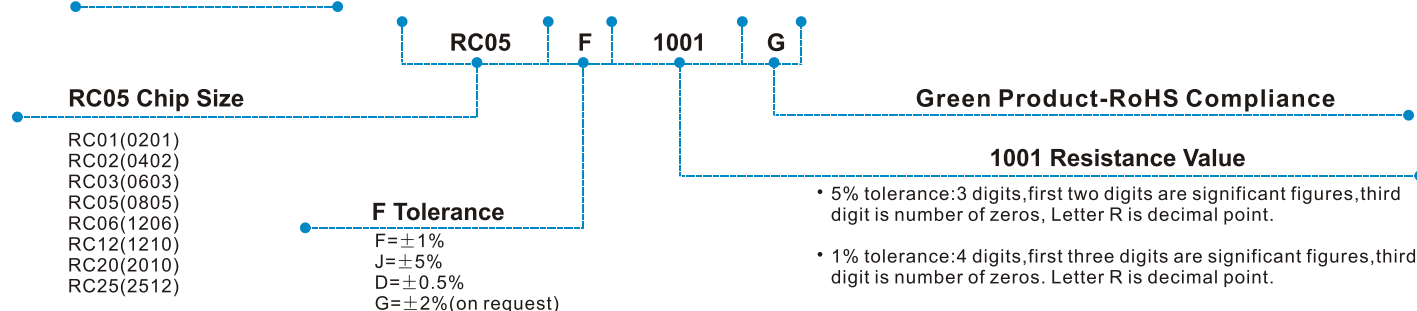 RC05 F 1001 G
RC05 Chip Size
RC01(0201)
RC02(0402)
RC03(0603)
RC05(0805)
RC06(1206)
RC12(1210)
RC20(2010)
RC25(2512)
F Tolerance
F=±1%
J=±5%
D=±0.5%
G=±2%(on request)
Green Product-RoHS Compliance
1001 Resistance Value
• 5% tolerance:3 digits,first two digits are significant figures,third
digit is number of zeros, Letter R is decimal point.
• 1% tolerance:4 digits,first three digits are significant figures,third
digit is number of zeros. Letter R is decimal point.